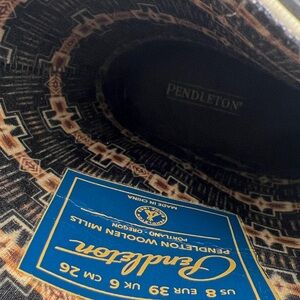 PENDLETON
Pendleton
PENDLETON WOOLEN MILLS
PORTLAND · OREGON
MADE IN CHINA
US 8 EUR 39 UK 6 CM 26